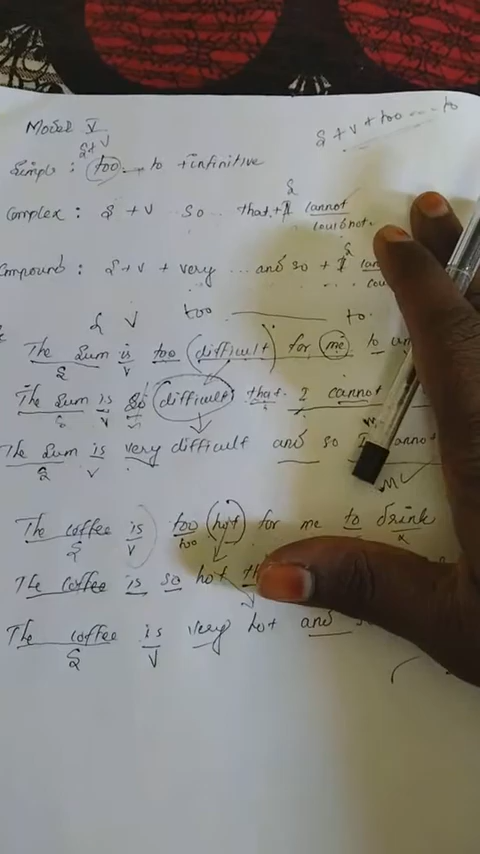 Model V
S+V+too....to
S+V
Simple: too to +infinitive
S
Complex: S+V so.. that+I cannot
could not.
S
Compound: S+V+very ... and so + I
S V too ______ to
The Sum is too difficult for me to
S V
The Sum is so difficult that I cannot
S V
The Sum is very difficult and so I
S V
MC
The coffee is too hot for me to drink
S V too
The coffee is so hot
The coffee is very hot and
S V